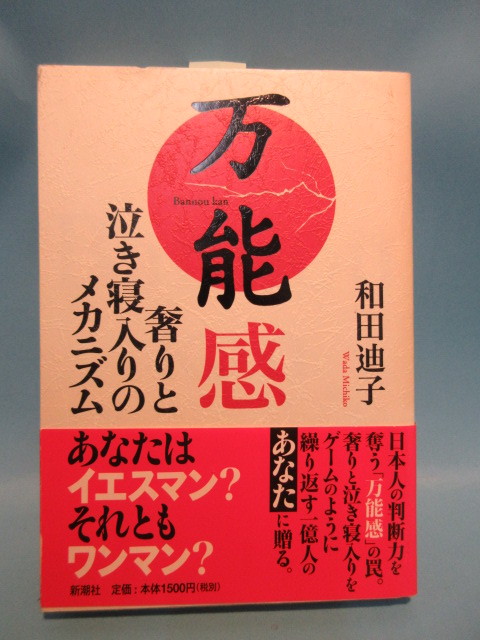 万能感
Bannou kan
奢りと
泣き寝入りの
メカニズム
和田迪子
Wada Michiko
日本人の判断力を
奪う「万能感」の罠。
奢りと泣き寝入りを
ゲームのように
繰り返す一億人の
あなたに贈る。
あなたは
イエスマン?
それとも
ワンマン?
新潮社 定価:本体1500円(税別)